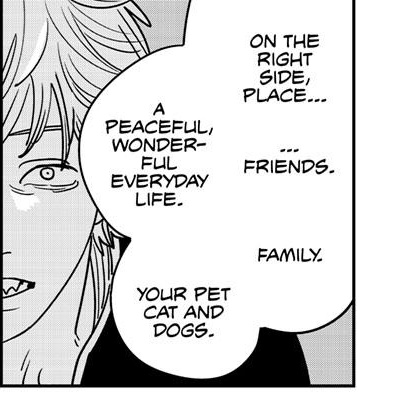 ON THE
RIGHT
SIDE,
PLACE...
...
FRIENDS.
FAMILY.
A
PEACEFUL,
WONDER-
FUL
EVERYDAY
LIFE.
YOUR PET
CAT AND
DOGS.